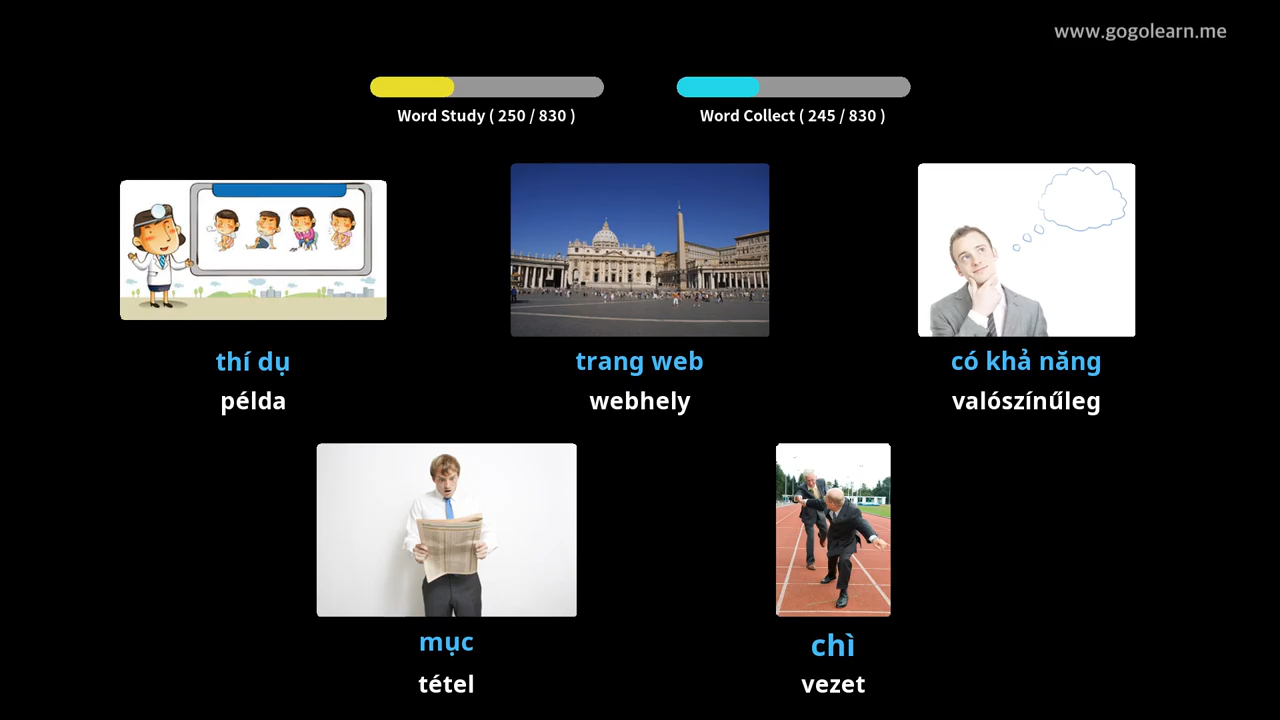 www.gogolearn.me
Word Study ( 250 / 830 )
Word Collect ( 245 / 830 )
thí dụ
példa
trang web
webhely
có khả năng
valószínűleg
mục
tétel
chì
vezet